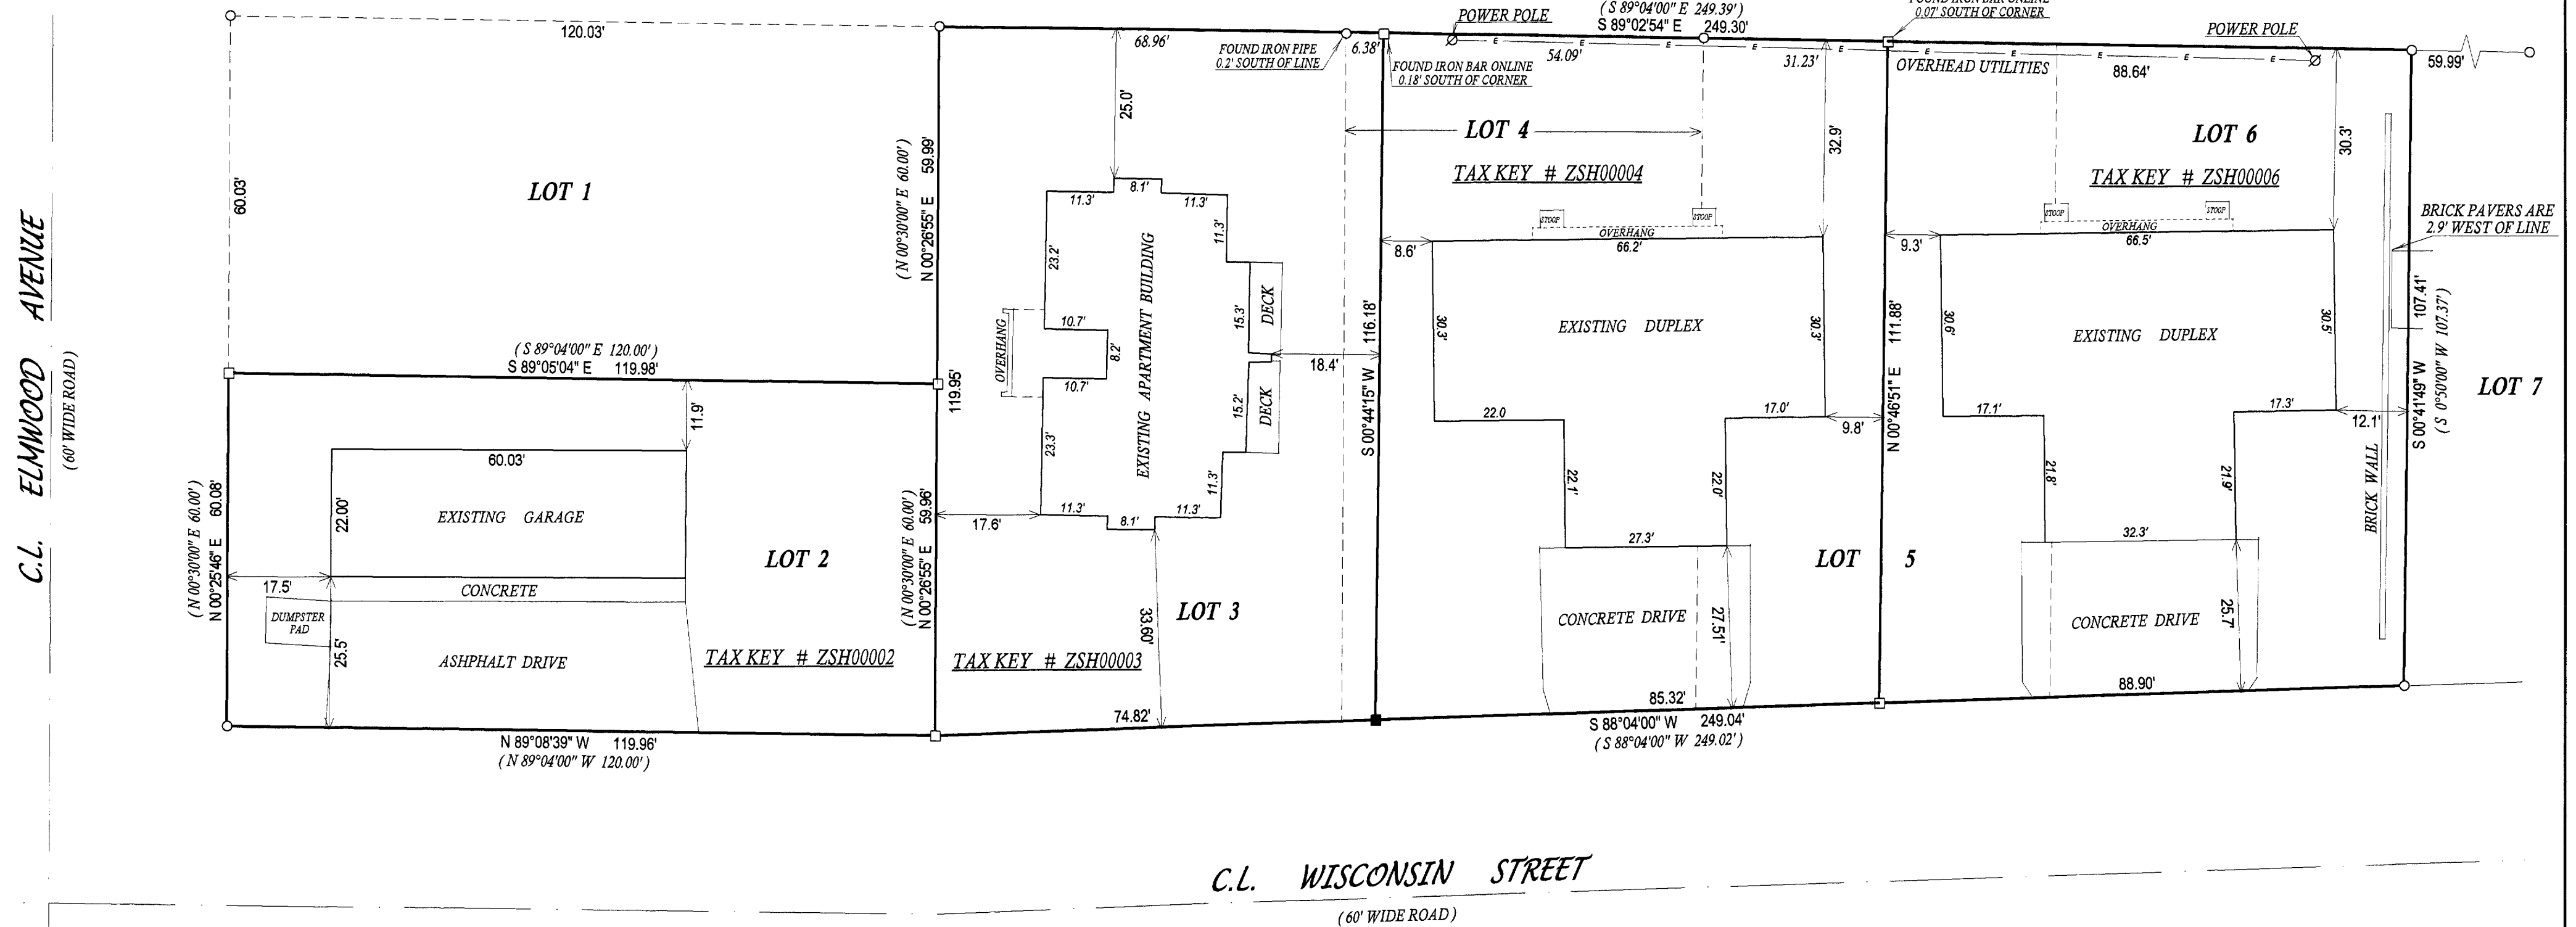 C.L. ELMWOOD AVENUE
(60' WIDE ROAD)
120.03'
60.03'
LOT 1
(S 89°04'00" E 120.00')
S 89°05'04" E 119.98'
(N 00°30'00" E 60.00')
N 00°26'55" E 59.99'
119.95'
(N 00°30'00" E 60.00')
N 00°25'46" E 60.08'
11.9'
60.03'
22.00'
EXISTING GARAGE
LOT 2
CONCRETE
17.5'
DUMPSTER
PAD
25.5'
ASHPHALT DRIVE
TAX KEY # ZSH00002
N 89°08'39" W 119.96'
(N 89°04'00" W 120.00')
(N 00°30'00" E 60.00')
N 00°26'55" E 59.96'
68.96'
FOUND IRON PIPE
0.2' SOUTH OF LINE
6.38'
25.0'
8.1'
11.3'
11.3'
11.3'
23.2'
EXISTING APARTMENT BUILDING
OVERHANG
10.7'
8.2'
10.7'
15.3'
DECK
15.2'
DECK
18.4'
23.3'
11.3'
11.3'
8.1'
11.3'
17.6'
33.60'
LOT 3
TAX KEY # ZSH00003
74.82'
S 00°44'15" W 116.18'
FOUND IRON BAR ONLINE
0.18' SOUTH OF CORNER
POWER POLE
(S 89°04'00" E 249.39')
S 89°02'54" E 249.30'
E E E E E E E E E E
54.09'
31.23'
LOT 4
TAX KEY # ZSH00004
32.9'
STOOP
STOOP
OVERHANG
66.2'
8.6'
30.3'
EXISTING DUPLEX
30.3'
22.0
17.0'
9.8'
22.1'
22.0'
27.3'
CONCRETE DRIVE
27.51'
LOT 5
85.32'
S 88°04'00" W 249.04'
(S 88°04'00" W 249.02')
N 00°46'51" E 111.88'
FOUND IRON BAR ONLINE
0.07' SOUTH OF CORNER
OVERHEAD UTILITIES
POWER POLE
88.64'
59.99'
LOT 6
TAX KEY # ZSH00006
30.3'
STOOP
STOOP
OVERHANG
66.5'
9.3'
30.6'
EXISTING DUPLEX
30.5'
17.1'
17.3'
12.1'
21.8'
21.9'
32.3'
CONCRETE DRIVE
25.7'
88.90'
BRICK WALL
BRICK PAVERS ARE
2.9' WEST OF LINE
S 00°41'49" W 107.41'
(S 0°50'00" W 107.37')
LOT 7
C.L. WISCONSIN STREET
(60' WIDE ROAD)